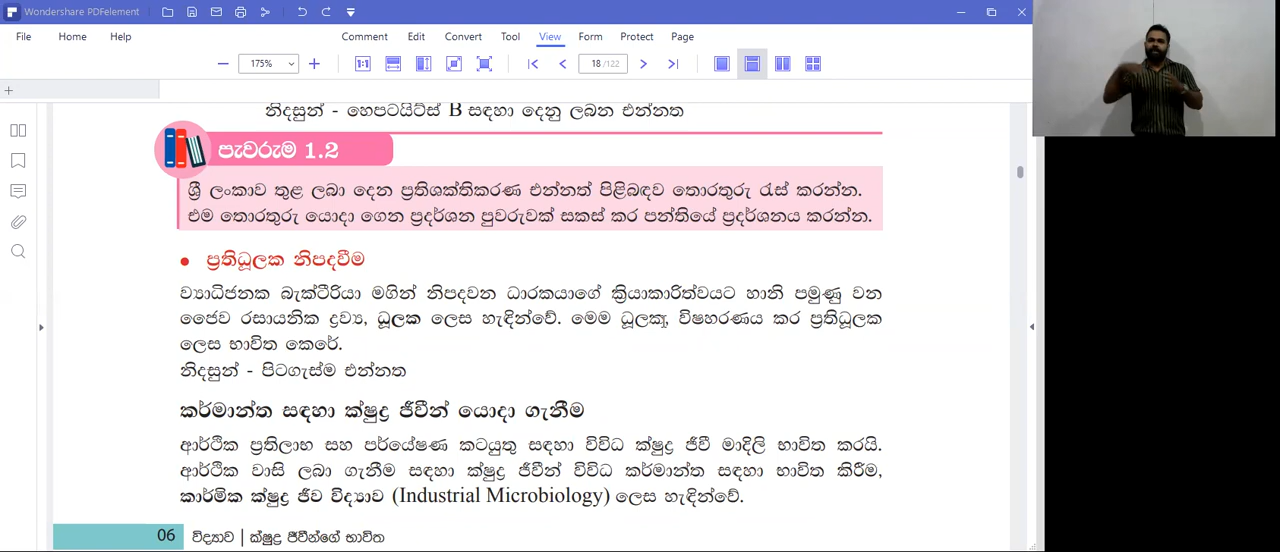 Wondershare PDFelement
File Home Help Comment Edit Convert Tool View Form Protect Page
175% 18 /122
නිදසුන් - හෙපටයිට්ස් B සඳහා දෙනු ලබන එන්නත
පැවරුම 1.2
ශ්‍රී ලංකාව තුළ ලබා දෙන ප්‍රතිශක්තිකරණ එන්නත් පිළිබඳව තොරතුරු රැස් කරන්න.
එම තොරතුරු යොදා ගෙන ප්‍රදර්ශන පුවරුවක් සකස් කර පන්තියේ ප්‍රදර්ශනය කරන්න.
• ප්‍රතිධූලක නිපදවීම
ව්‍යාධිජනක බැක්ටීරියා මගින් නිපදවන ධාරකයාගේ ක්‍රියාකාරිත්වයට හානි පමුණු වන
ජෛව රසායනික ද්‍රව්‍ය, ධූලක ලෙස හැඳින්වේ. මෙම ධූලක, විෂහරණය කර ප්‍රතිධූලක
ලෙස භාවිත කෙරේ.
නිදසුන් - පිටගැස්ම එන්නත
කර්මාන්ත සඳහා ක්ෂුද්‍ර ජීවීන් යොදා ගැනීම
ආර්ථික ප්‍රතිලාභ සහ පර්යේෂණ කටයුතු සඳහා විවිධ ක්ෂුද්‍ර ජීවී මාදිලි භාවිත කරයි.
ආර්ථික වාසි ලබා ගැනීම සඳහා ක්ෂුද්‍ර ජීවීන් විවිධ කර්මාන්ත සඳහා භාවිත කිරීම,
කාර්මික ක්ෂුද්‍ර ජීව විද්‍යාව (Industrial Microbiology) ලෙස හැඳින්වේ.
06 විද්‍යාව | ක්ෂුද්‍ර ජීවීන්ගේ භාවිත